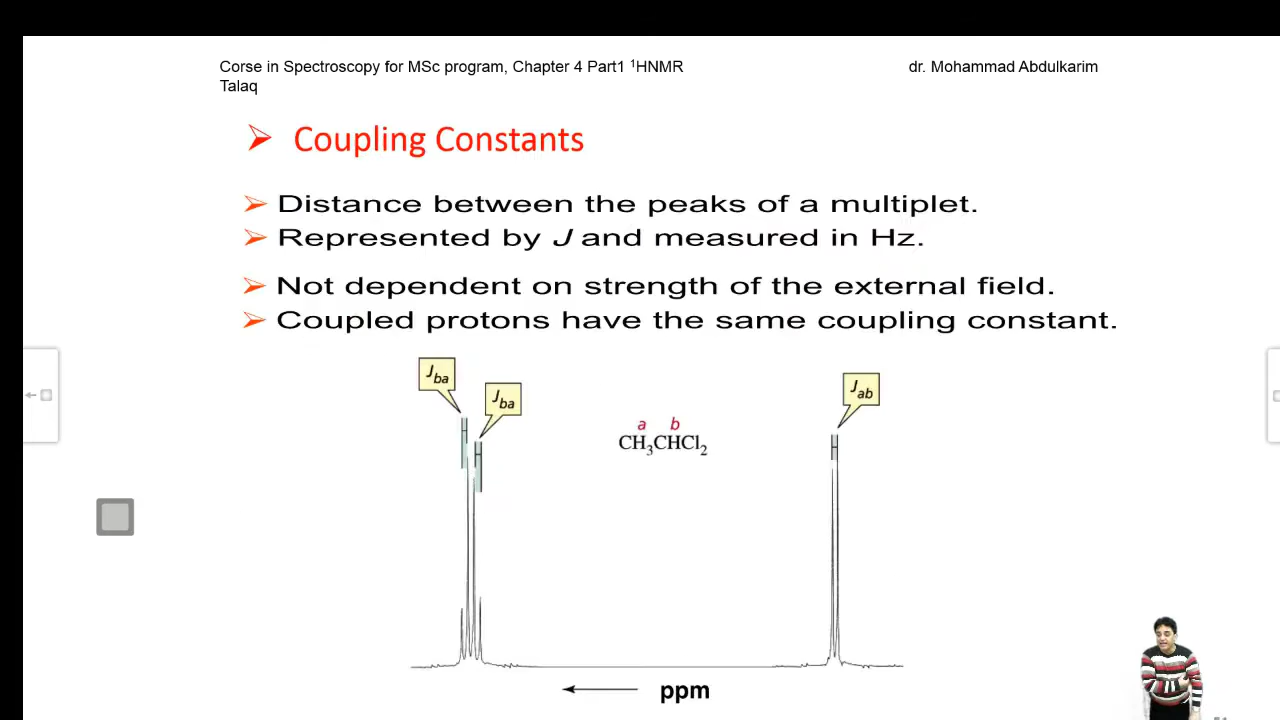 Corse in Spectroscopy for MSc program, Chapter 4 Part1 ¹HNMR dr. Mohammad Abdulkarim
Talaq
Coupling Constants
Distance between the peaks of a multiplet.
Represented by J and measured in Hz.
Not dependent on strength of the external field.
Coupled protons have the same coupling constant.
J_ba
J_ba
J_ab
a b
CH₃CHCl₂
ppm